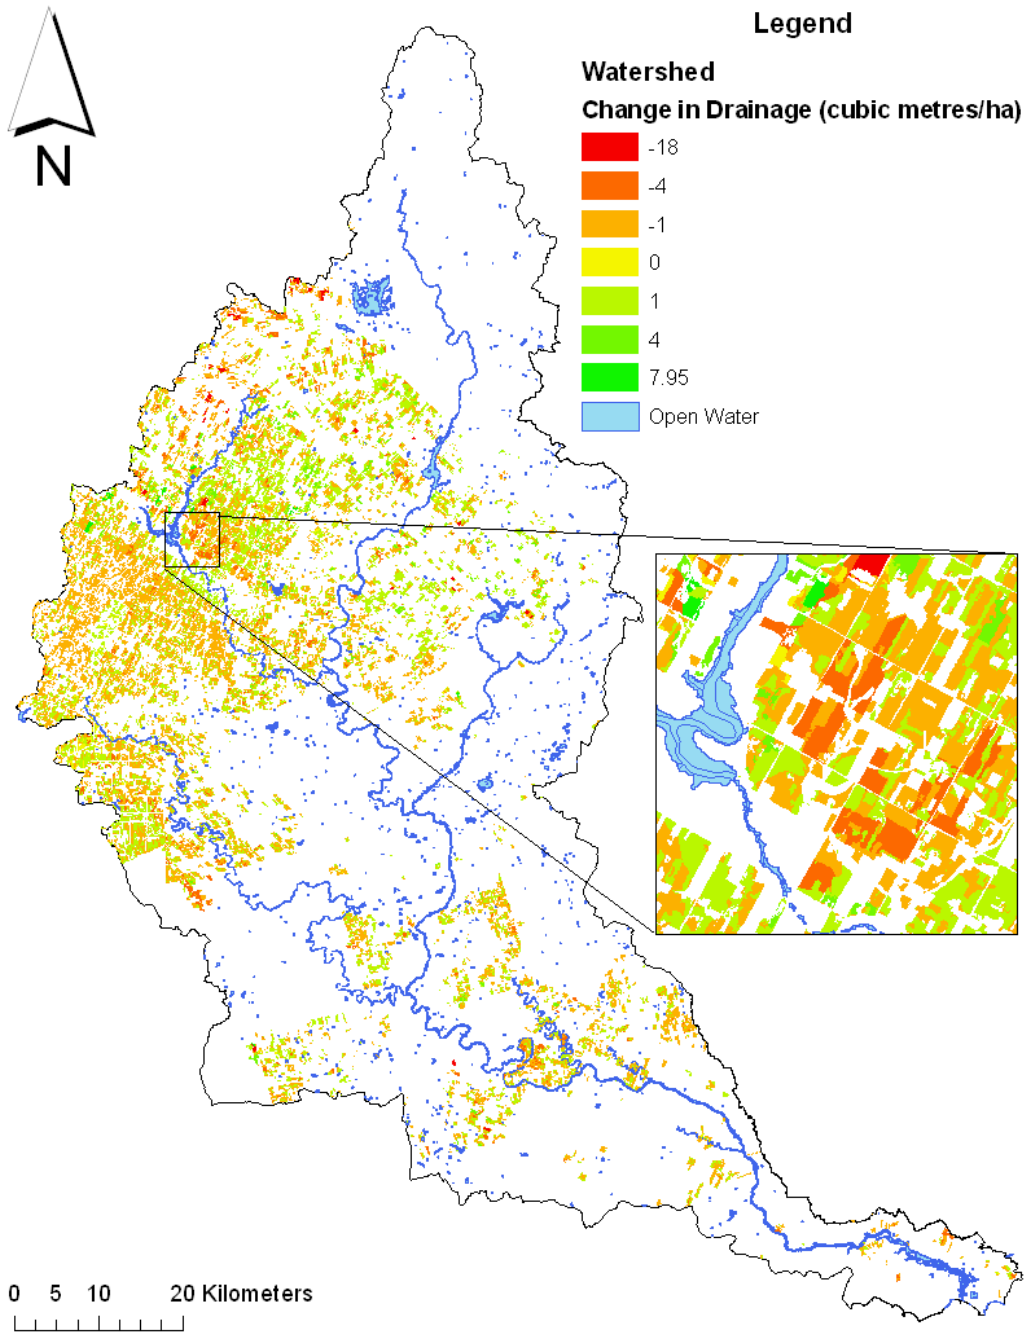 Legend
Watershed
Change in Drainage (cubic metres/ha)
-18
-4
-1
0
1
4
7.95
Open Water
N
0 5 10 20 Kilometers